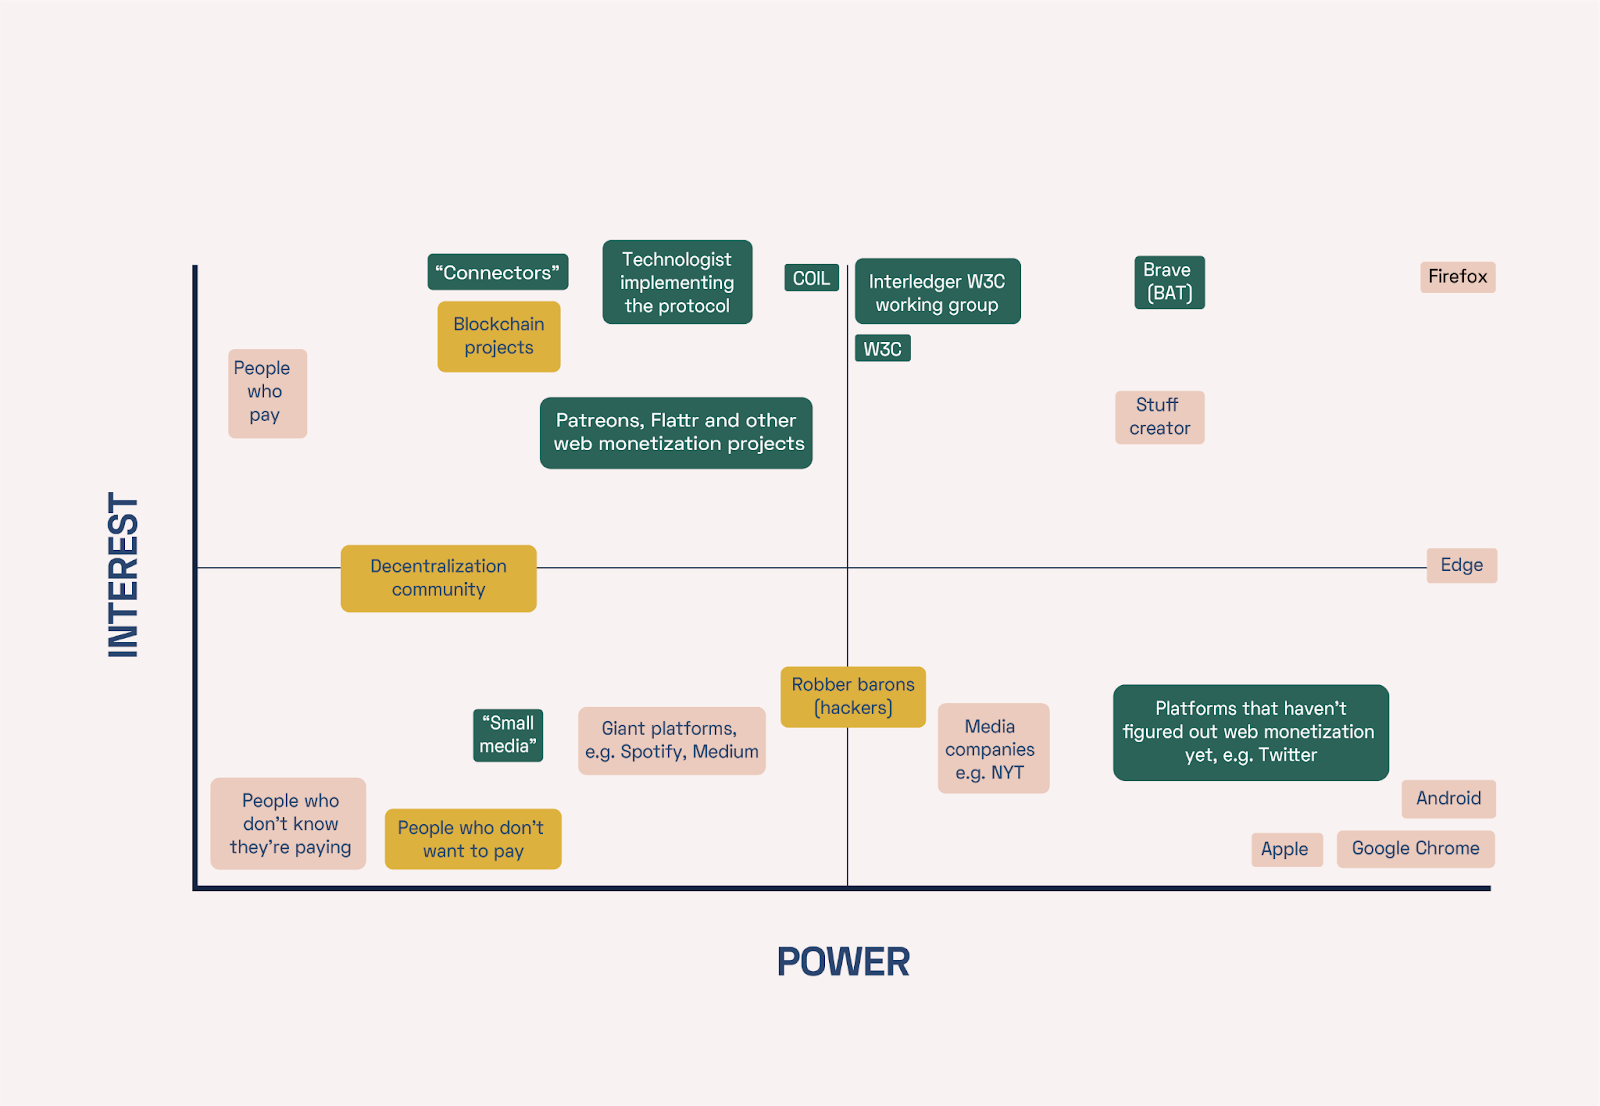 “Connectors”
Technologist
implementing
the protocol
COIL
Interledger W3C
working group
Brave
(BAT)
Firefox
Blockchain
projects
W3C
People
who
pay
Patreons, Flattr and other
web monetization projects
Stuff
creator
INTEREST
Decentralization
community
Edge
Robber barons
(hackers)
“Small
media”
Giant platforms,
e.g. Spotify, Medium
Media
companies
e.g. NYT
Platforms that haven’t
figured out web monetization
yet, e.g. Twitter
People who
don’t know
they’re paying
People who don’t
want to pay
Android
Apple
Google Chrome
POWER